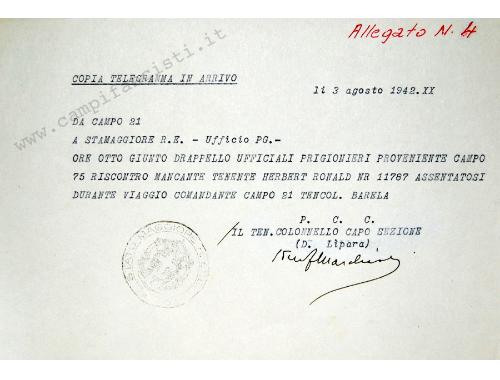 Allegato N. 4
COPIA TELEGRAMMA IN ARRIVO
li 3 agosto 1942.XX
DA CAMPO 21
A STAMAGGIORE R.E. - Ufficio PG.-
ORE OTTO GIUNTO DRAPPELLO UFFICIALI PRIGIONIERI PROVENIENTE CAMPO
75 RISCONTRO MANCANTE TENENTE HERBERT RONALD NR 11787 ASSENTATOSI
DURANTE VIAGGIO COMANDANTE CAMPO 21 TENCOL. BARELA
P. C. C.
IL TEN.COLONNELLO CAPO SEZIONE
(D. Lipara)
www.campifascisti.it